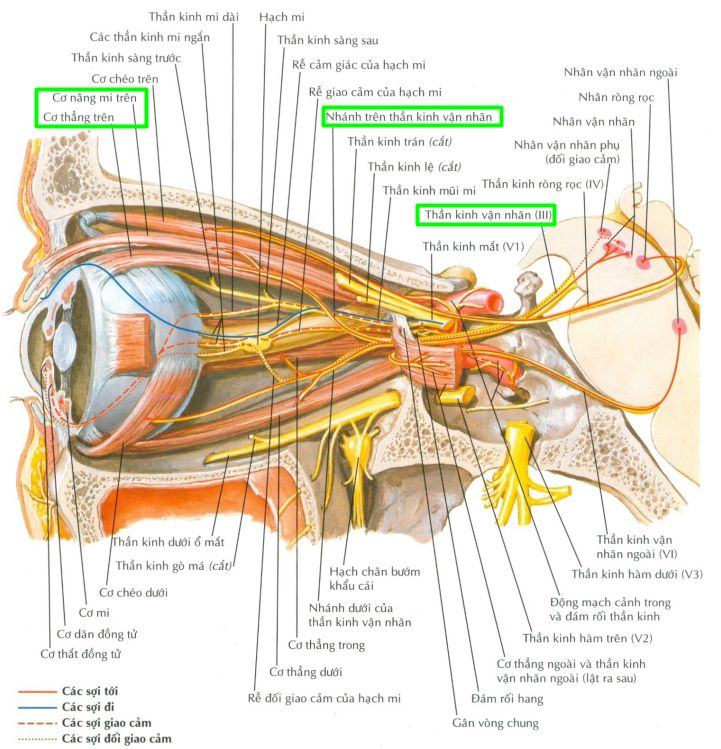 Thần kinh mi dài
Hạch mi
Các thần kinh mi ngắn
Thần kinh sàng sau
Thần kinh sàng trước
Rễ cảm giác của hạch mi
Cơ chéo trên
Rễ giao cảm của hạch mi
Cơ nâng mi trên
Cơ thẳng trên
Nhánh trên thần kinh vận nhãn
Thần kinh trán (cắt)
Thần kinh lệ (cắt)
Thần kinh mũi mi
Thần kinh vận nhãn (III)
Thần kinh mắt (V1)
Nhân vận nhãn ngoài
Nhân ròng rọc
Nhân vận nhãn
Nhân vận nhãn phụ
(đối giao cảm)
Thần kinh ròng rọc (IV)
Thần kinh dưới ổ mắt
Thần kinh gò má (cắt)
Cơ chéo dưới
Cơ mi
Cơ dãn đồng tử
Cơ thắt đồng tử
Hạch chân bướm
khẩu cái
Nhánh dưới của
thần kinh vận nhãn
Cơ thẳng trong
Cơ thẳng dưới
Rễ đối giao cảm của hạch mi
Thần kinh vận
nhãn ngoài (VI)
Thần kinh hàm dưới (V3)
Động mạch cảnh trong
và đám rối thần kinh
Thần kinh hàm trên (V2)
Cơ thẳng ngoài và thần kinh
vận nhãn ngoài (lật ra sau)
Đám rối hang
Gân vòng chung
Các sợi tới
Các sợi đi
Các sợi giao cảm
Các sợi đối giao cảm